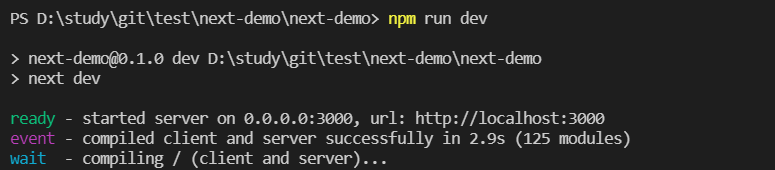 PS D:\study\git\test\next-demo\next-demo> npm run dev
> next-demo@0.1.0 dev D:\study\git\test\next-demo\next-demo
> next dev
ready - started server on 0.0.0.0:3000, url: http://localhost:3000
event - compiled client and server successfully in 2.9s (125 modules)
wait  - compiling / (client and server)...